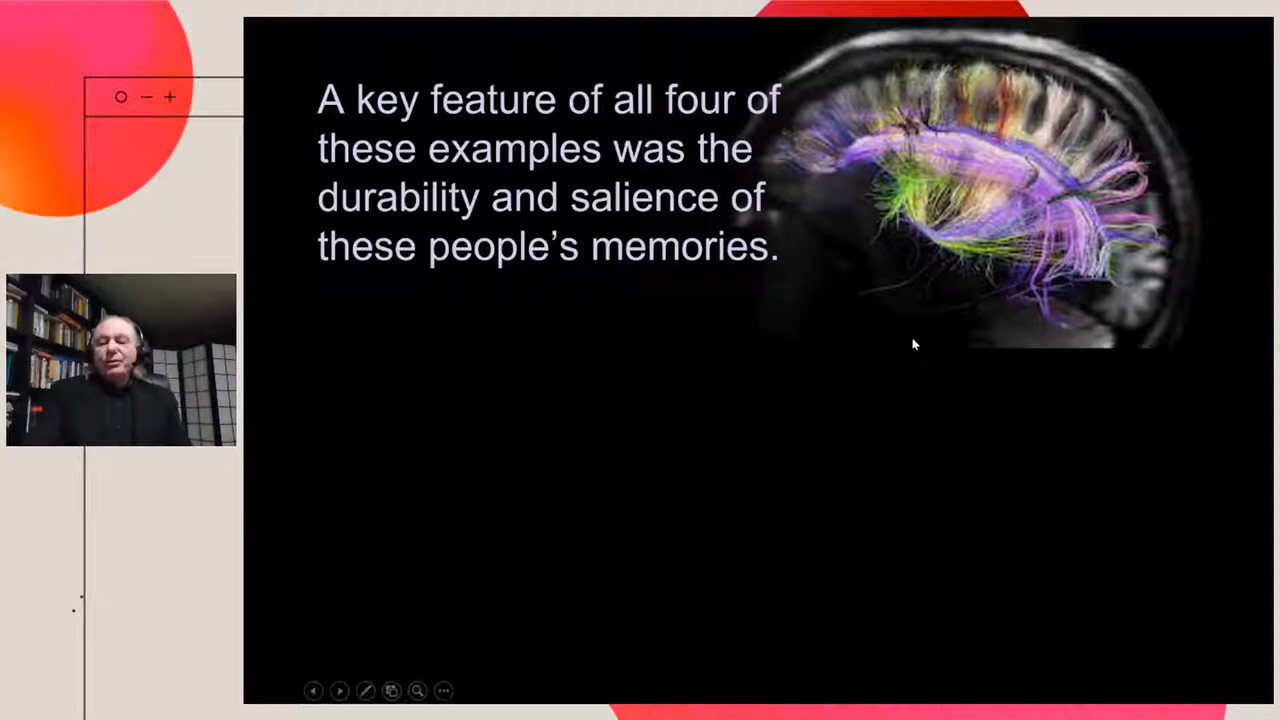 A key feature of all four of
these examples was the
durability and salience of
these people’s memories.